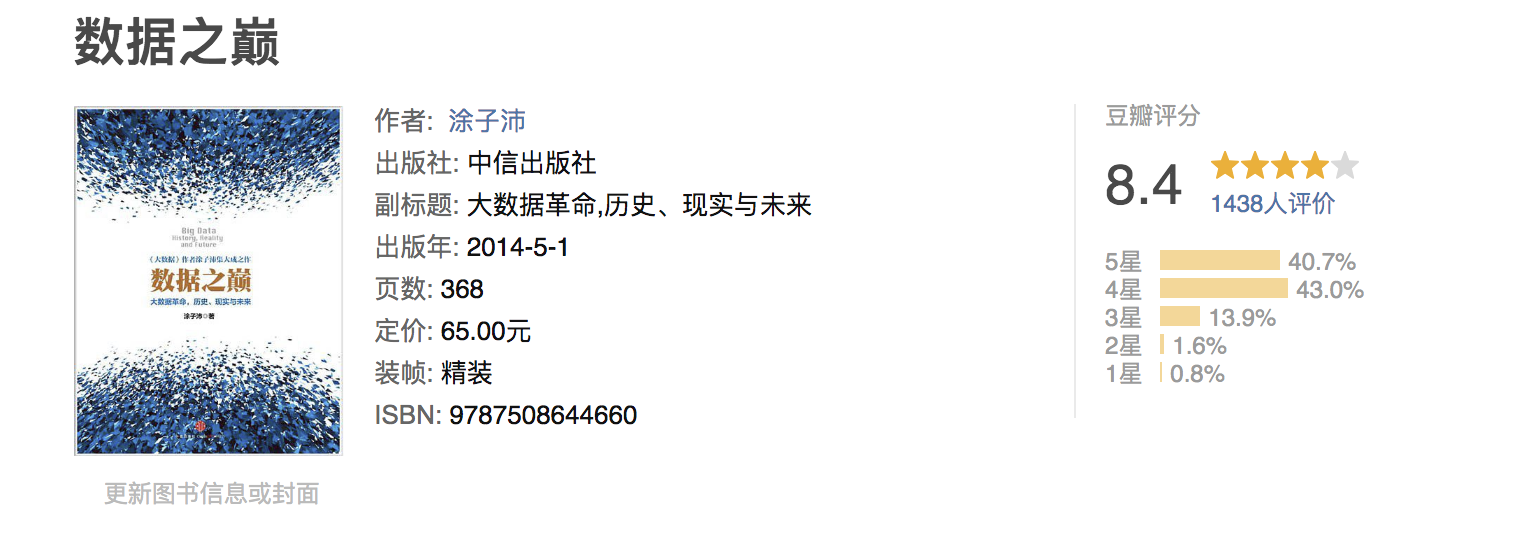 数据之巅
Big Data
History, Reality
and Future
《大数据》作者涂子沛集大成之作
数据之巅
大数据革命，历史、现实与未来
涂子沛◎著
更新图书信息或封面
作者: 涂子沛
出版社: 中信出版社
副标题: 大数据革命,历史、现实与未来
出版年: 2014-5-1
页数: 368
定价: 65.00元
装帧: 精装
ISBN: 9787508644660
豆瓣评分
8.4
1438人评价
5星 40.7%
4星 43.0%
3星 13.9%
2星 1.6%
1星 0.8%